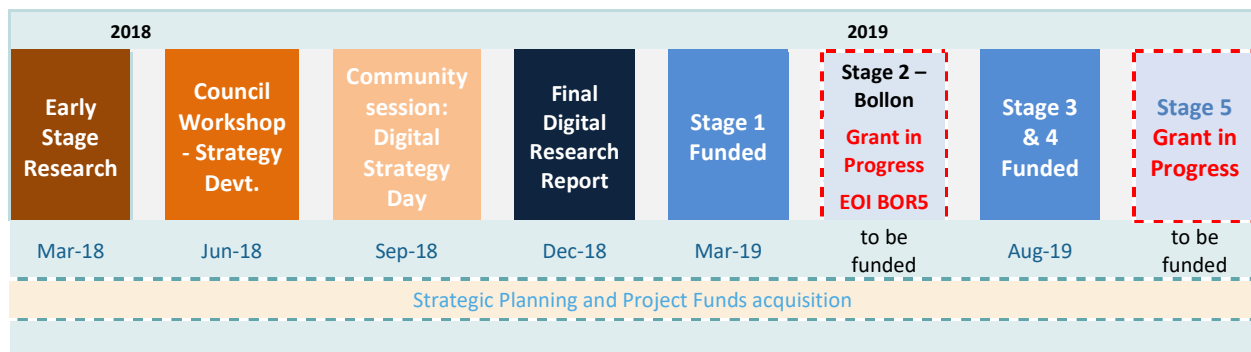 2018
2019
Early
Stage
Research
Council
Workshop
- Strategy
Devt.
Community
session:
Digital
Strategy
Day
Final
Digital
Research
Report
Stage 1
Funded
Stage 2 –
Bollon
Grant in
Progress
EOI BOR5
Stage 3
& 4
Funded
Stage 5
Grant in
Progress
Mar-18
Jun-18
Sep-18
Dec-18
Mar-19
to be
funded
Aug-19
to be
funded
Strategic Planning and Project Funds acquisition